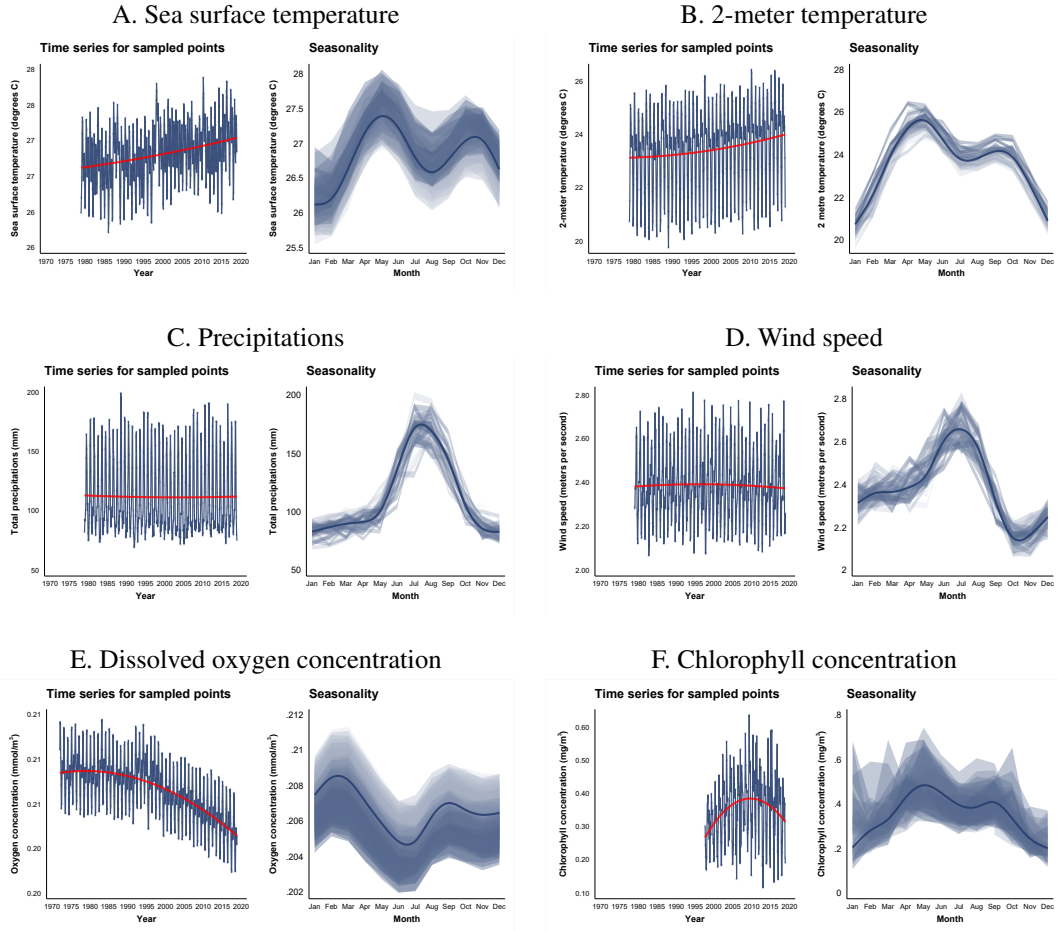 A. Sea surface temperature
Time series for sampled points
Sea surface temperature (degrees C)
28
28
27
27
26
26
1970 1975 1980 1985 1990 1995 2000 2005 2010 2015 2020
Year
Seasonality
Sea surface temperature (degrees C)
28
27.5
27
26.5
26
25.5
Jan Feb Mar Apr May Jun Jul Aug Sep Oct Nov Dec
Month
B. 2-meter temperature
Time series for sampled points
2-meter temperature (degrees C)
26
24
22
20
1970 1975 1980 1985 1990 1995 2000 2005 2010 2015 2020
Year
Seasonality
2 metre temperature (degrees C)
28
26
24
22
20
Jan Feb Mar Apr May Jun Jul Aug Sep Oct Nov Dec
Month
C. Precipitations
Time series for sampled points
Total precipitations (mm)
200
150
100
50
1970 1975 1980 1985 1990 1995 2000 2005 2010 2015 2020
Year
Seasonality
Total precipitations (mm)
200
150
100
50
Jan Feb Mar Apr May Jun Jul Aug Sep Oct Nov Dec
Month
D. Wind speed
Time series for sampled points
Wind speed (meters per second)
2.80
2.60
2.40
2.20
2.00
1970 1975 1980 1985 1990 1995 2000 2005 2010 2015 2020
Year
Seasonality
Wind speed (metres per second)
3
2.8
2.6
2.4
2.2
2
Jan Feb Mar Apr May Jun Jul Aug Sep Oct Nov Dec
Month
E. Dissolved oxygen concentration
Time series for sampled points
Oxygen concentration (mmol/m³)
0.21
0.21
0.21
0.20
0.20
1970 1975 1980 1985 1990 1995 2000 2005 2010 2015 2020
Year
Seasonality
Oxygen concentration (mmol/m³)
.212
.21
.208
.206
.204
.202
Jan Feb Mar Apr May Jun Jul Aug Sep Oct Nov Dec
Month
F. Chlorophyll concentration
Time series for sampled points
Chlorophyll concentration (mg/m³)
0.60
0.50
0.40
0.30
0.20
0.10
1970 1975 1980 1985 1990 1995 2000 2005 2010 2015 2020
Year
Seasonality
Chlorophyll concentration (mg/m³)
.8
.6
.4
.2
0
Jan Feb Mar Apr May Jun Jul Aug Sep Oct Nov Dec
Month